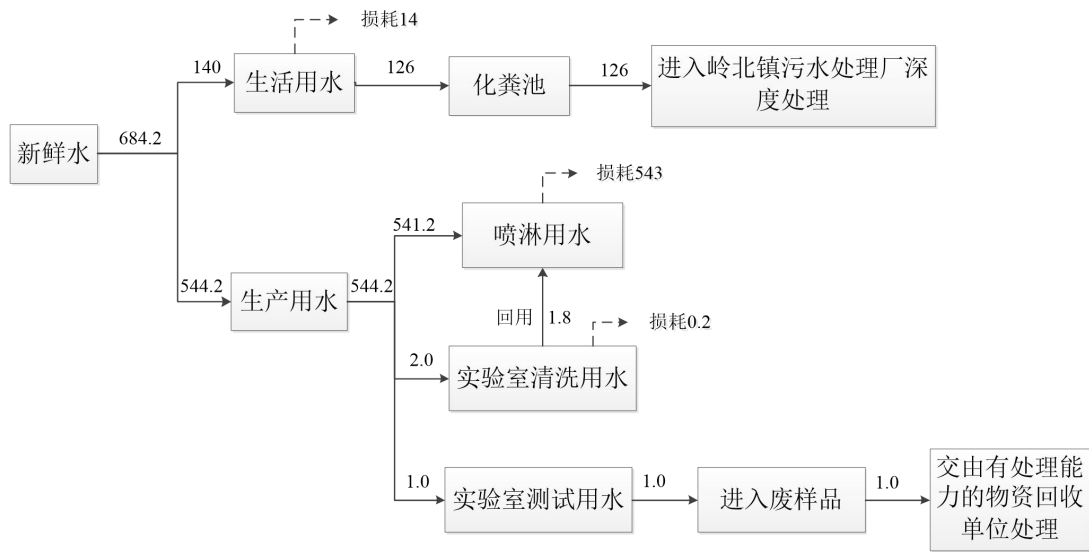 损耗14
140
生活用水
126
化粪池
126
进入岭北镇污水处理厂深
度处理
新鲜水
684.2
损耗543
541.2
喷淋用水
544.2
生产用水
544.2
回用
1.8
损耗0.2
2.0
实验室清洗用水
1.0
实验室测试用水
1.0
进入废样品
1.0
交由有处理能
力的物资回收
单位处理